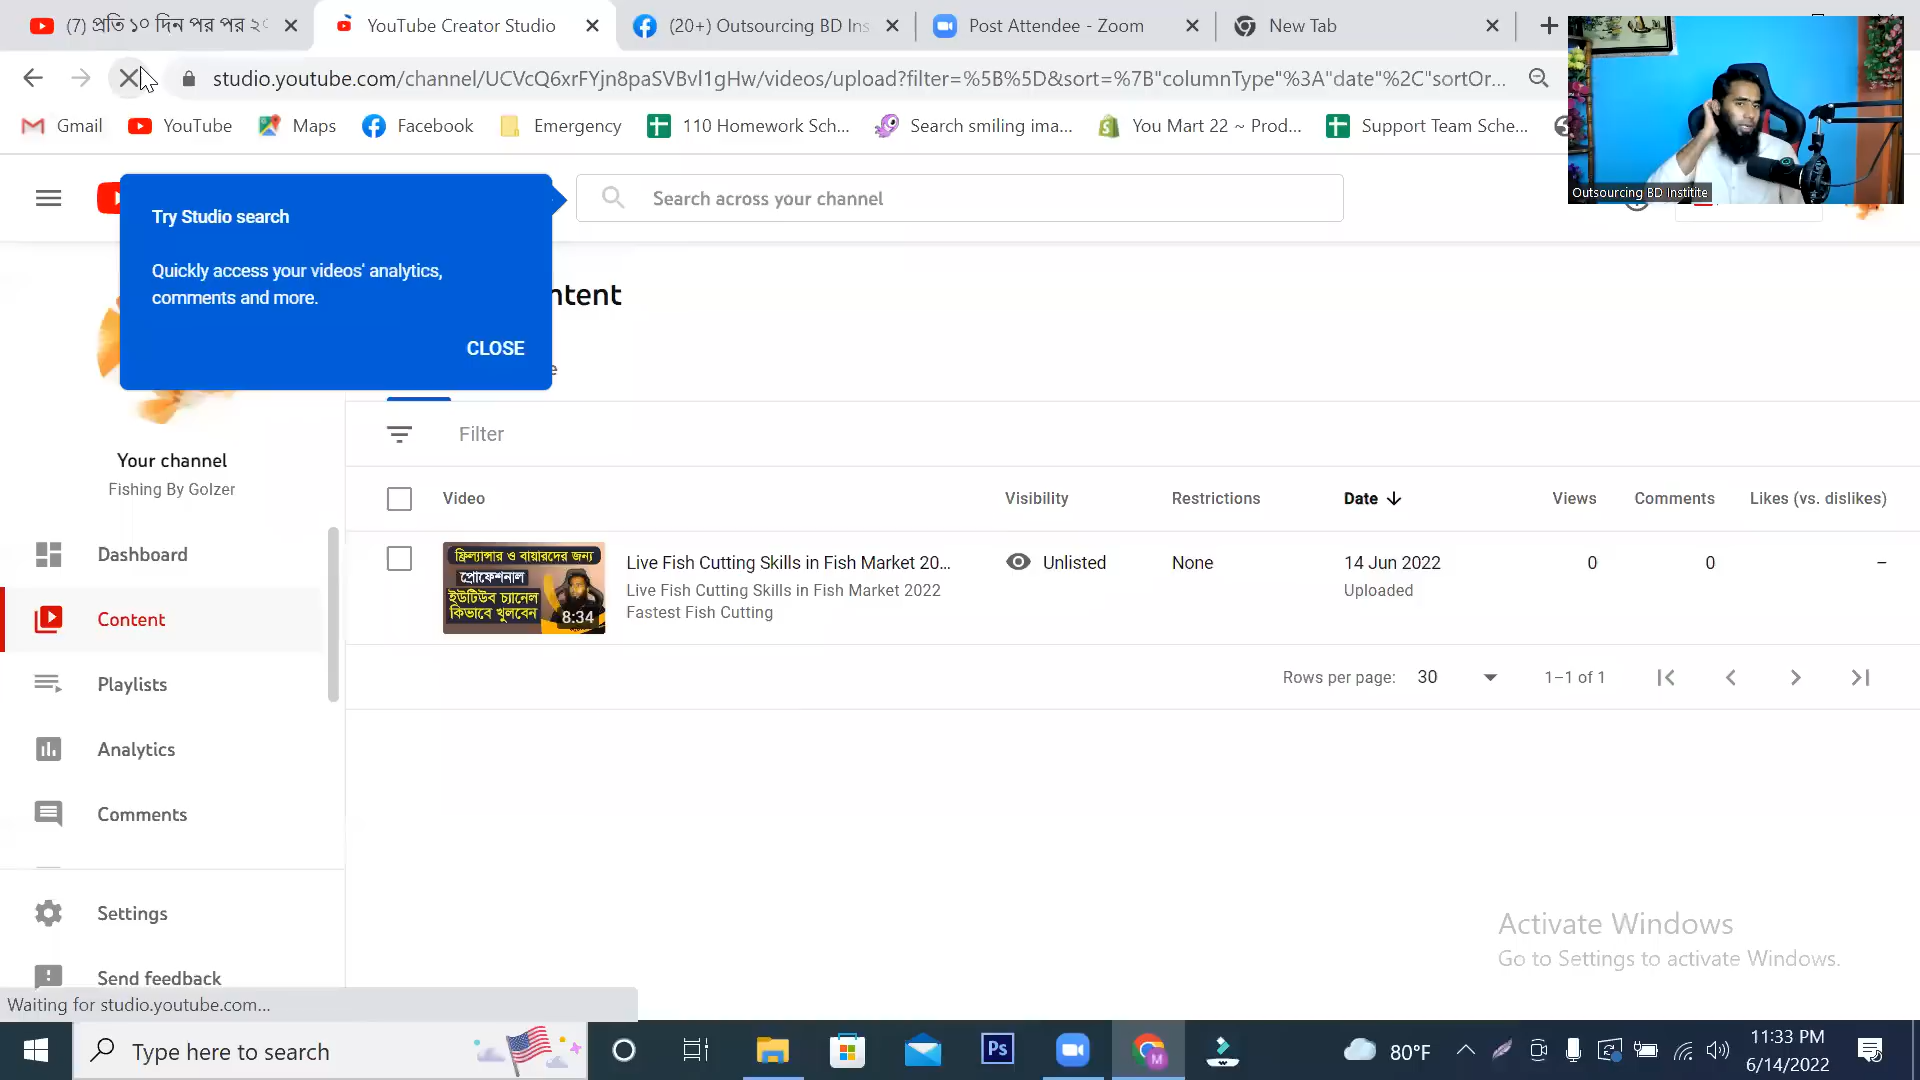 (7) প্রতি ১০ দিন পর পর ২৫
YouTube Creator Studio
(20+) Outsourcing BD Ins
Post Attendee - Zoom
New Tab
studio.youtube.com/channel/UCVcQ6xrFYjn8paSVBvl1gHw/videos/upload?filter=%5B%5D&sort=%7B"columnType"%3A"date"%2C"sortOr...
Gmail
YouTube
Maps
Facebook
Emergency
110 Homework Sch...
Search smiling ima...
You Mart 22 ~ Prod...
Support Team Sche...
Outsourcing BD Institite
Try Studio search
Quickly access your videos' analytics,
comments and more.
CLOSE
Search across your channel
ntent
e
Your channel
Fishing By Golzer
Dashboard
Content
Playlists
Analytics
Comments
Settings
Send feedback
Filter
Video
Visibility
Restrictions
Date
Views
Comments
Likes (vs. dislikes)
ফ্রিল্যান্সার ও বায়ারদের জন্য
প্রোফেশনাল
ইউটিউব চ্যানেল
কিভাবে খুলবেন
8:34
Live Fish Cutting Skills in Fish Market 20...
Live Fish Cutting Skills in Fish Market 2022
Fastest Fish Cutting
Unlisted
None
14 Jun 2022
Uploaded
0
0
–
Rows per page:
30
1–1 of 1
Activate Windows
Go to Settings to activate Windows.
Waiting for studio.youtube.com...
Type here to search
Ps
M
80°F
11:33 PM
6/14/2022